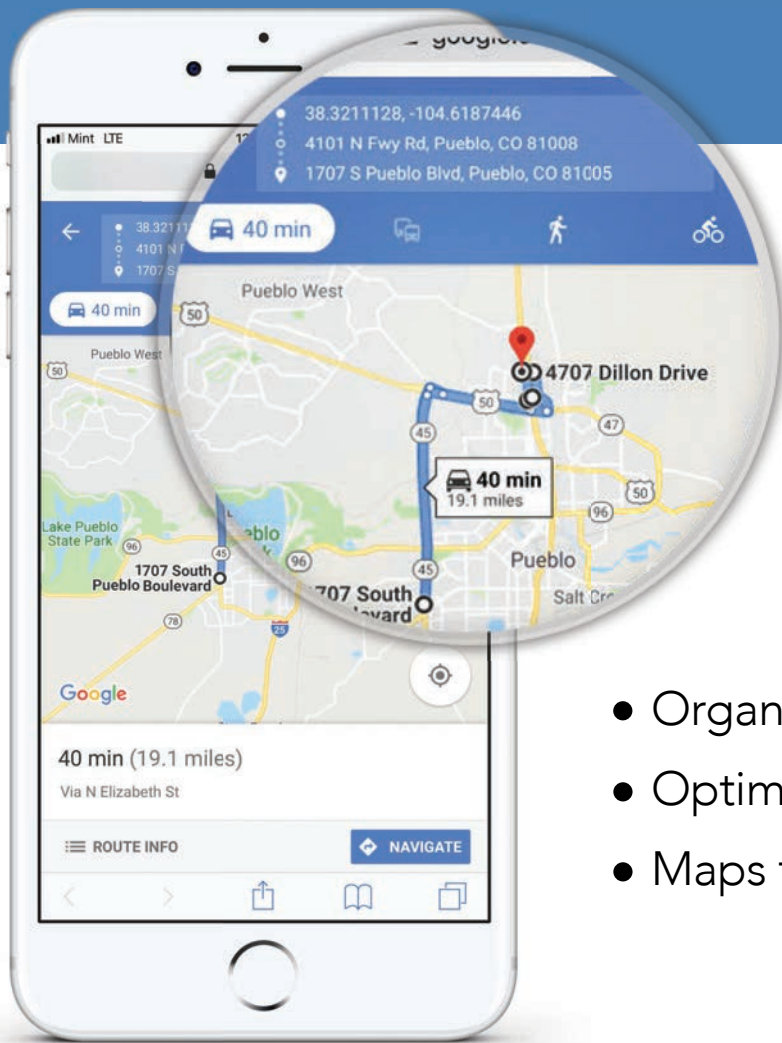 Mint LTE
38.3211128, -104.6187446
4101 N Fwy Rd, Pueblo, CO 81008
1707 S Pueblo Blvd, Pueblo, CO 81005
40 min
Pueblo West
50
4707 Dillon Drive
50
45
47
40 min
19.1 miles
50
96
Pueblo
45
707 South
40 min
Pueblo West
50
Lake Pueblo
State Park
96
45
96
1707 South
Pueblo Boulevard
78
25
Google
40 min (19.1 miles)
Via N Elizabeth St
ROUTE INFO
NAVIGATE
• Organ
• Optim
• Maps